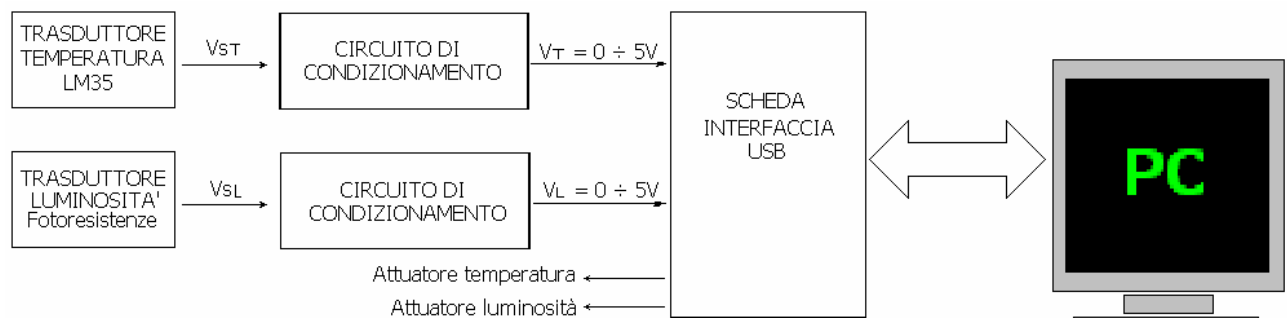 TRASDUTTORE
TEMPERATURA
LM35
VST
CIRCUITO DI
CONDIZIONAMENTO
VT = 0 ÷ 5V
SCHEDA
INTERFACCIA
USB
PC
TRASDUTTORE
LUMINOSITA'
Fotoresistenze
VSL
CIRCUITO DI
CONDIZIONAMENTO
VL = 0 ÷ 5V
Attuatore temperatura
Attuatore luminosità